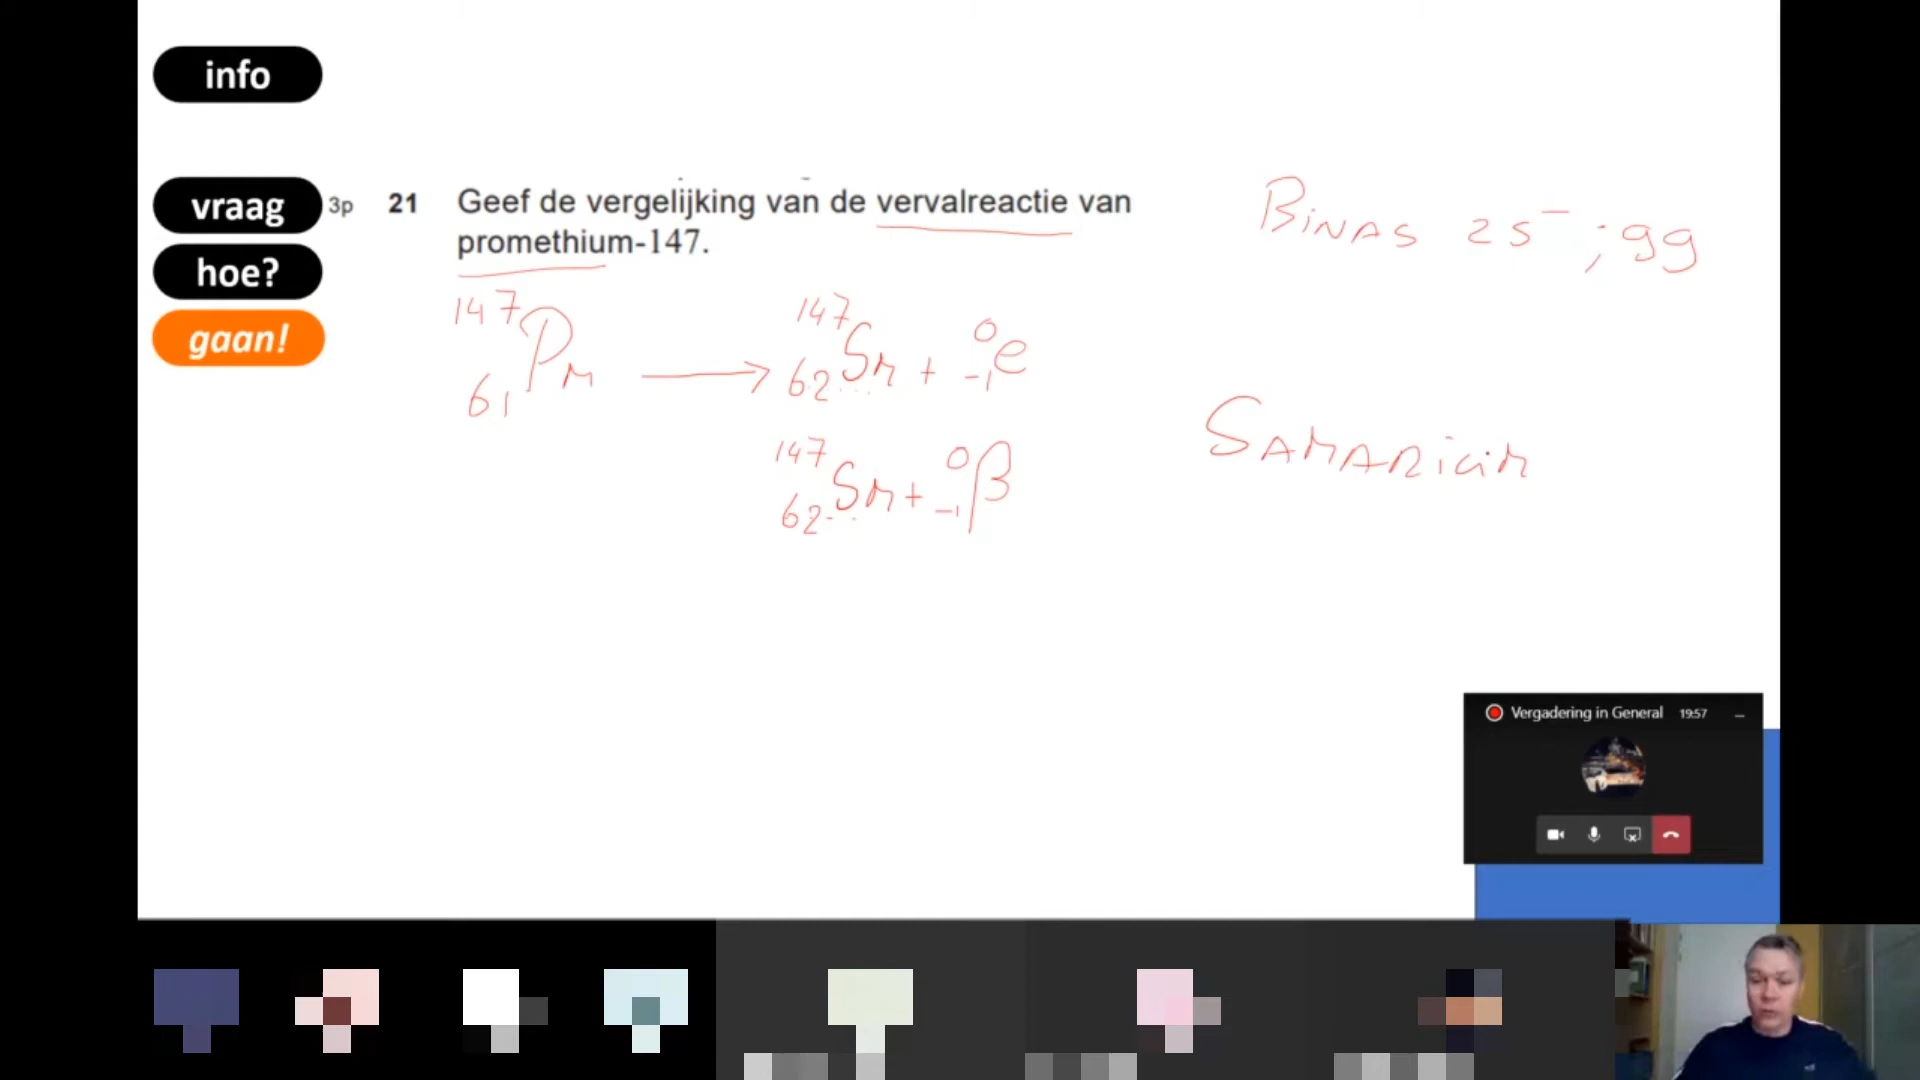 info
vraag
hoe?
gaan!
3p 21 Geef de vergelijking van de vervalreactie van
promethium-147.
Binas 25 ; 99
147 61 Pm → 147 62 Sm + 0 -1 e
147 62 Sm + 0 -1 β
Samarium
Vergadering in General 19:57